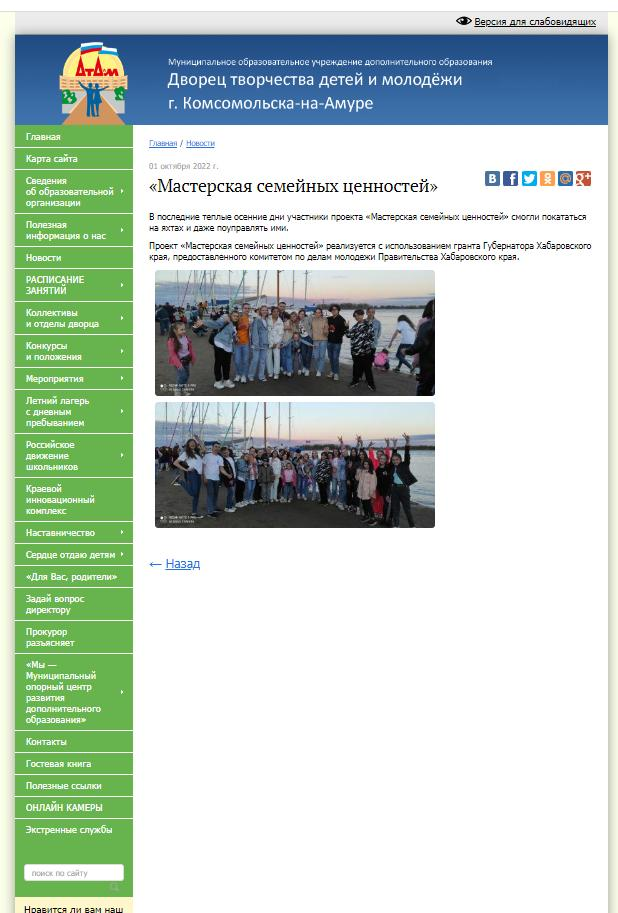 Версия для слабовидящих
ДТДиМ
Муниципальное образовательное учреждение дополнительного образования
Дворец творчества детей и молодёжи
г. Комсомольска-на-Амуре
Главная
Карта сайта
Сведения
об образовательной
организации
Полезная
информация о нас
Новости
РАСПИСАНИЕ
ЗАНЯТИЙ
Коллективы
и отделы дворца
Конкурсы
и положения
Мероприятия
Летний лагерь
с дневным
пребыванием
Российское
движение
школьников
Краевой
инновационный
комплекс
Наставничество
Сердце отдаю детям
«Для Вас, родители»
Задай вопрос
директору
Прокурор
разъясняет
«Мы —
Муниципальный
опорный центр
развития
дополнительного
образования»
Контакты
Гостевая книга
Полезные ссылки
ОНЛАЙН КАМЕРЫ
Экстренные службы
поиск по сайту
Нравится ли вам наш
Главная / Новости
01 октября 2022 г.
«Мастерская семейных ценностей»
В последние теплые осенние дни участники проекта «Мастерская семейных ценностей» смогли покататься
на яхтах и даже поуправлять ими.
Проект «Мастерская семейных ценностей» реализуется с использованием гранта Губернатора Хабаровского
края, предоставленного комитетом по делам молодежи Правительства Хабаровского края.
← Назад